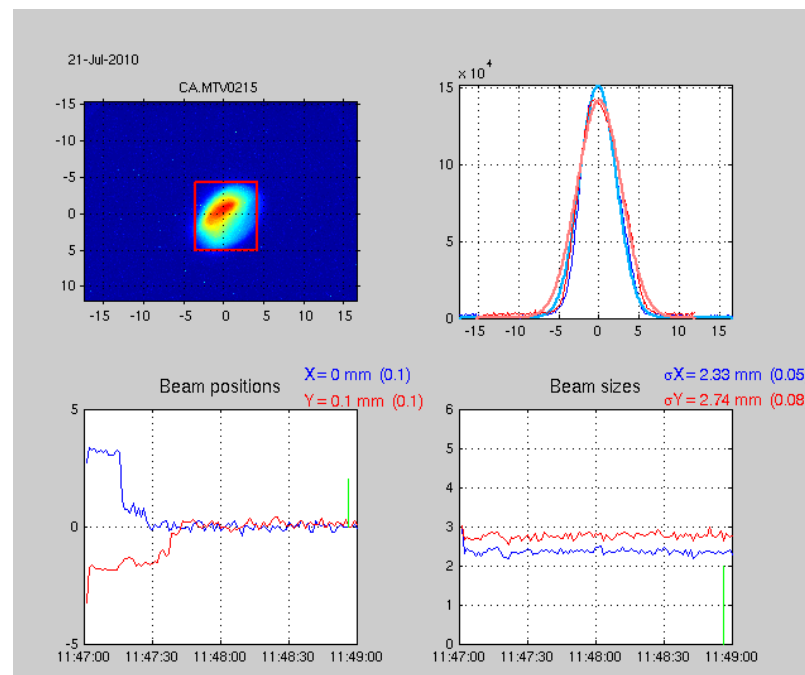 21-Jul-2010
CA.MTV0215
-15
-10
-5
0
5
10
-15 -10 -5 0 5 10 15
× 10⁴
15
10
5
0
-15 -10 -5 0 5 10 15
Beam positions
X = 0 mm (0.1)
Y = 0.1 mm (0.1)
5
0
-5
11:47:00 11:47:30 11:48:00 11:48:30 11:49:00
Beam sizes
σX = 2.33 mm (0.05
σY = 2.74 mm (0.08
6
5
4
3
2
1
0
11:47:00 11:47:30 11:48:00 11:48:30 11:49:00